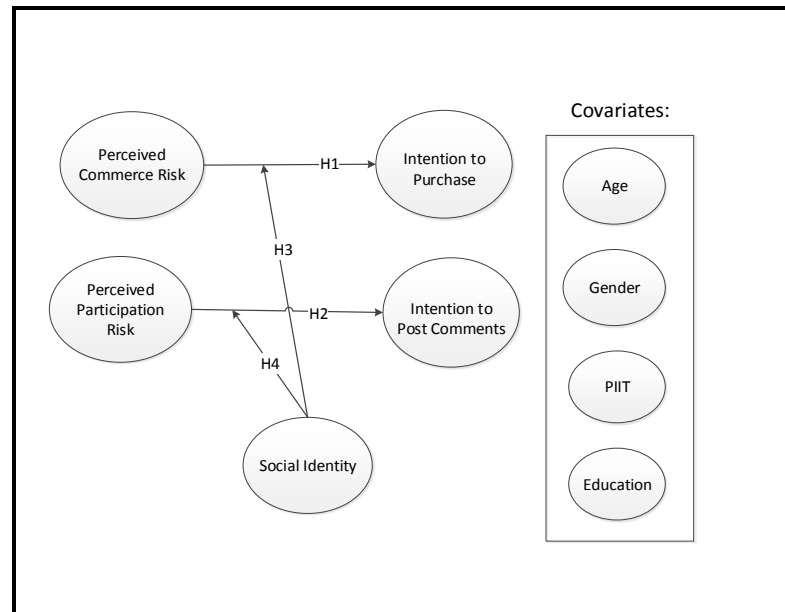 Covariates:
Perceived
Commerce Risk
H1
Intention to
Purchase
Age
H3
Perceived
Participation
Risk
H2
Intention to
Post Comments
Gender
H4
PIIT
Social Identity
Education